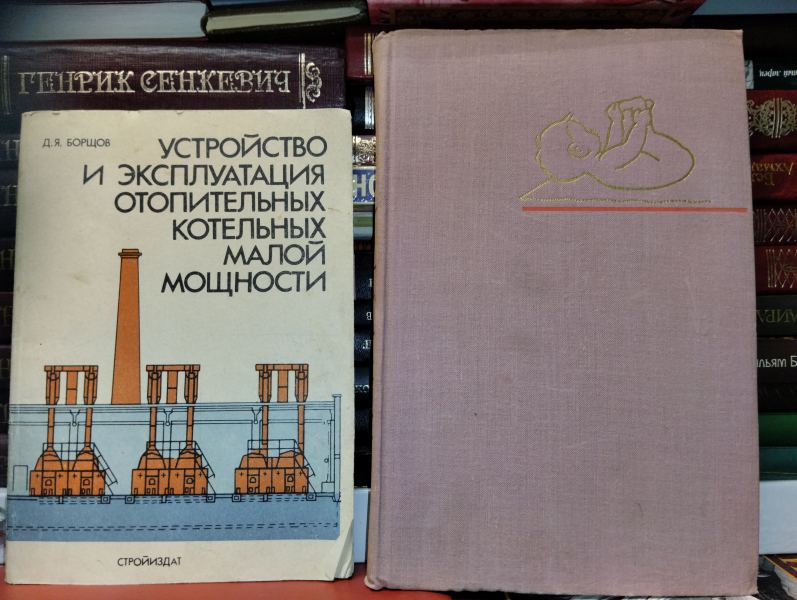 ГЕНРИК СЕНКЕВИЧ
Д.Я. БОРЩОВ
УСТРОЙСТВО
И ЭКСПЛУАТАЦИЯ
ОТОПИТЕЛЬНЫХ
КОТЕЛЬНЫХ
МАЛОЙ
МОЩНОСТИ
СТРОЙИЗДАТ